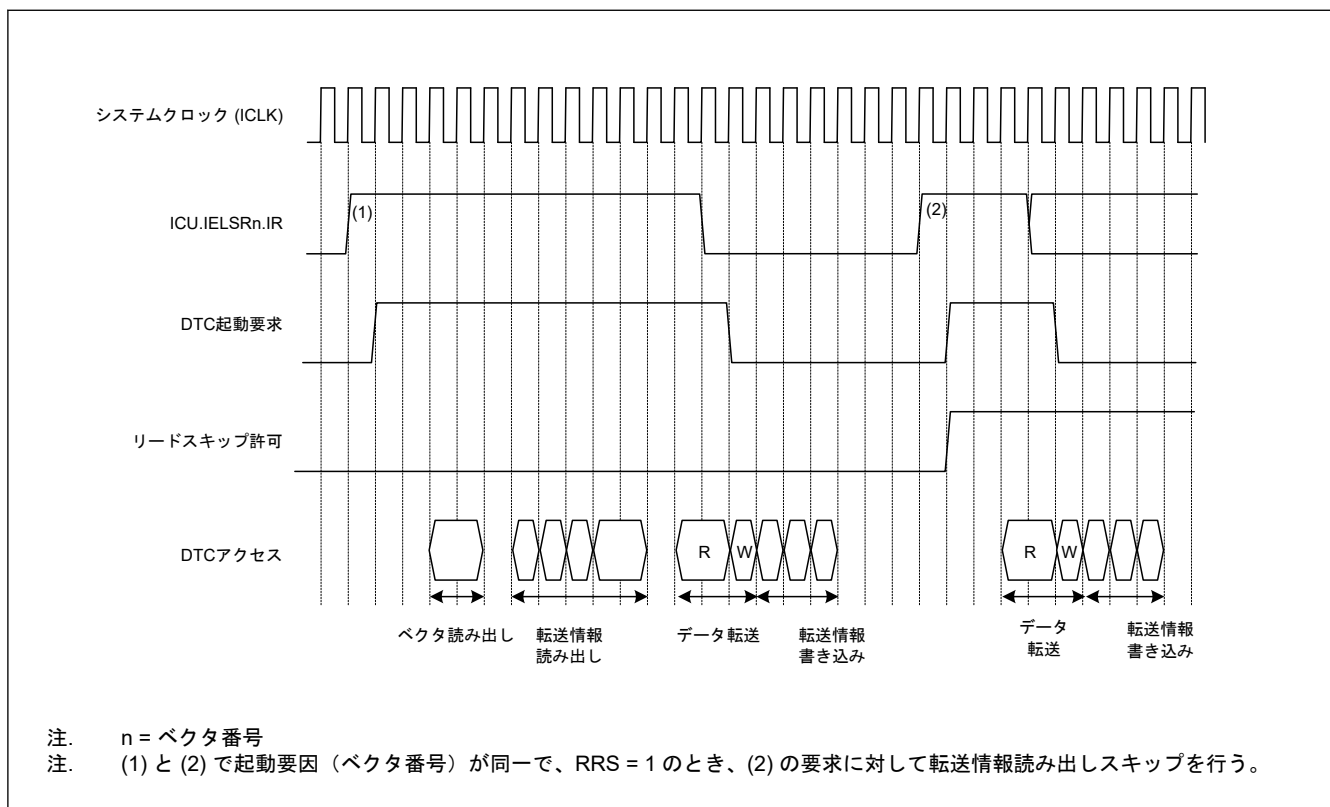 システムクロック (ICLK)
ICU.IELSRn.IR
(1)
(2)
DTC起動要求
リードスキップ許可
DTCアクセス
R
W
R
W
ベクタ読み出し
転送情報
読み出し
データ転送
転送情報
書き込み
データ
転送
転送情報
書き込み
注. n = ベクタ番号
注. (1) と (2) で起動要因（ベクタ番号）が同一で、RRS = 1 のとき、(2) の要求に対して転送情報読み出しスキップを行う。